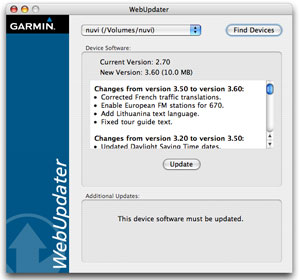 WebUpdater
GARMIN.
nuvi (/Volumes/nuvi)
Find Devices
Device Software:
Current Version: 2.70
New Version: 3.60 (10.0 MB)
Changes from version 3.50 to version 3.60:
• Corrected French traffic translations.
• Enable European FM stations for 670.
• Add Lithuanina text language.
• Fixed tour guide text.
Changes from version 3.20 to version 3.50:
• Updated Daylight Saving Time dates.
Update
Additional Updates:
This device software must be updated.
WebUpdater